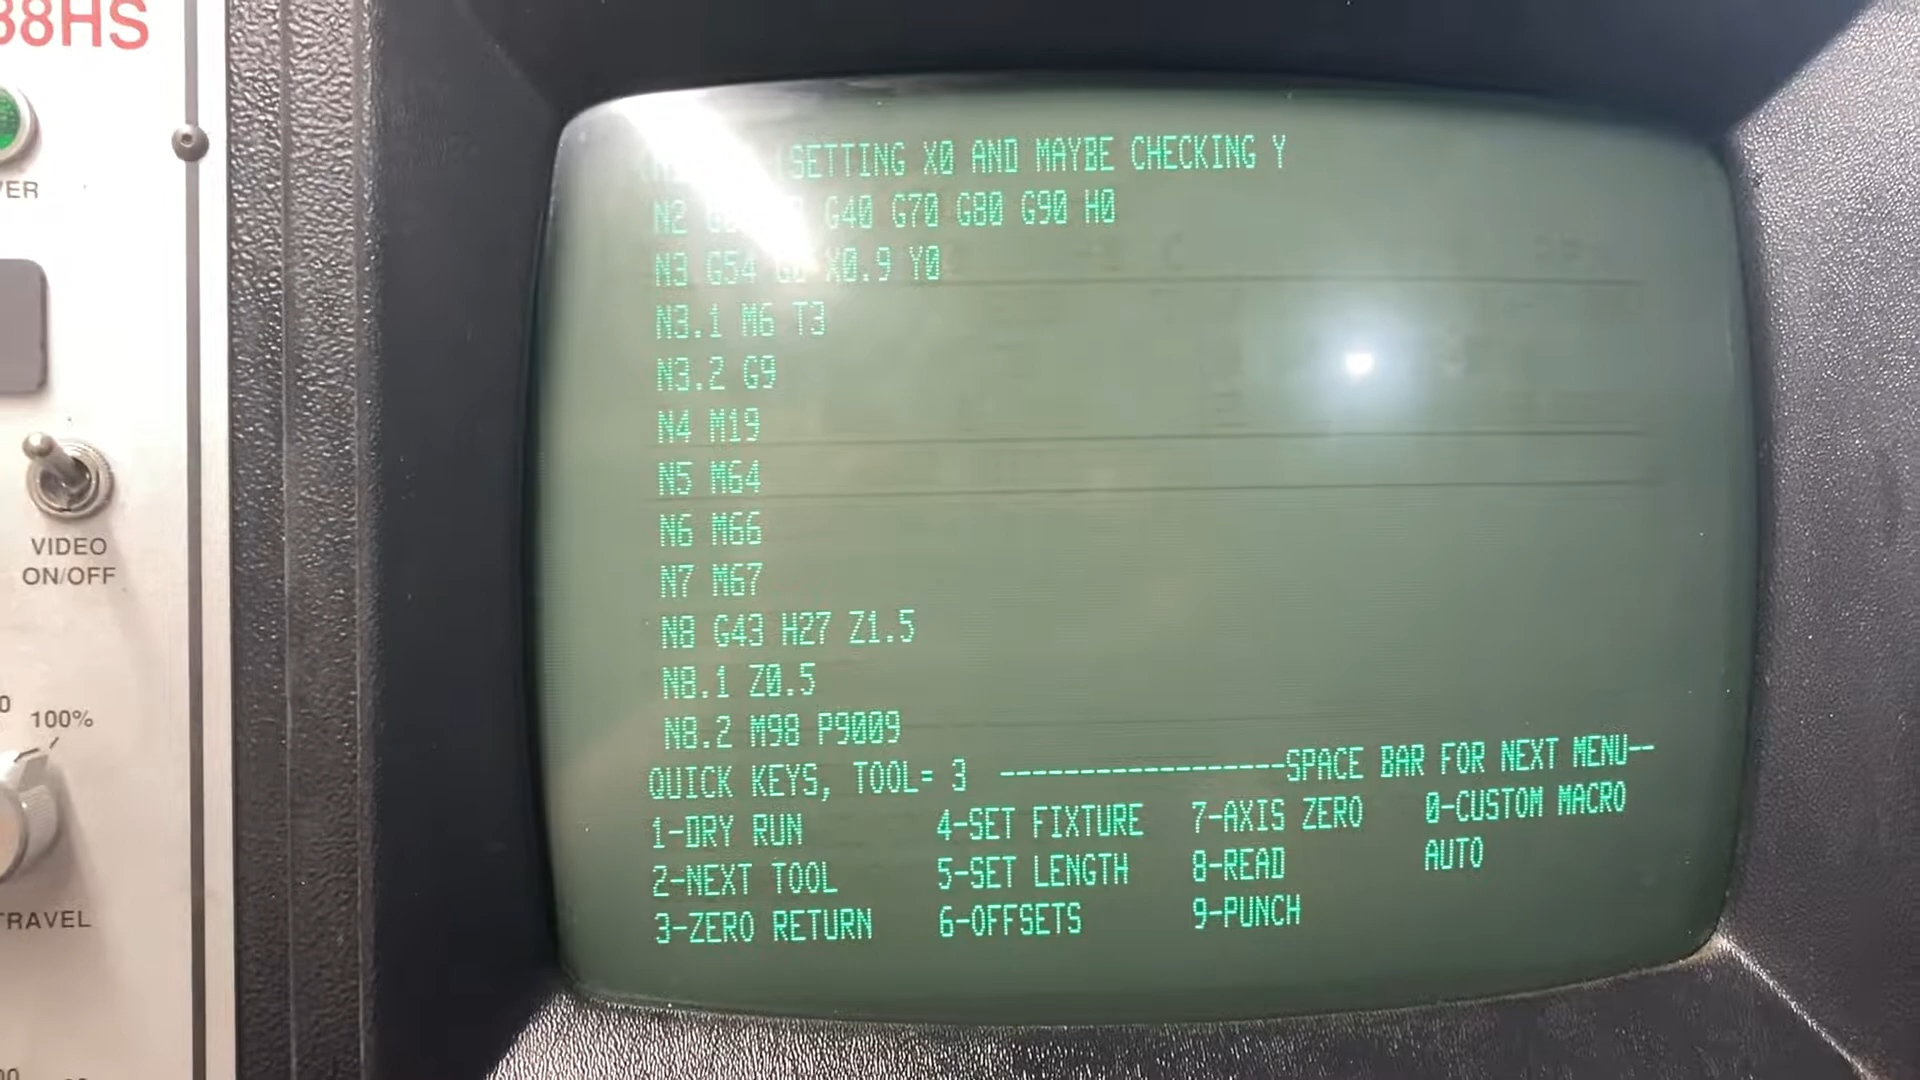 88HS
VIDEO
ON/OFF
100%
TRAVEL
(SETTING X0 AND MAYBE CHECKING Y
N2 G40 G70 G80 G90 H0
N3 G54 X0.9 Y0
N3.1 M6 T3
N3.2 G9
N4 M19
N5 M64
N6 M66
N7 M67
N8 G43 H27 Z1.5
N8.1 Z0.5
N8.2 M98 P9009
QUICK KEYS, TOOL= 3 --------------------SPACE BAR FOR NEXT MENU--
1-DRY RUN 4-SET FIXTURE 7-AXIS ZERO 0-CUSTOM MACRO
2-NEXT TOOL 5-SET LENGTH 8-READ AUTO
3-ZERO RETURN 6-OFFSETS 9-PUNCH